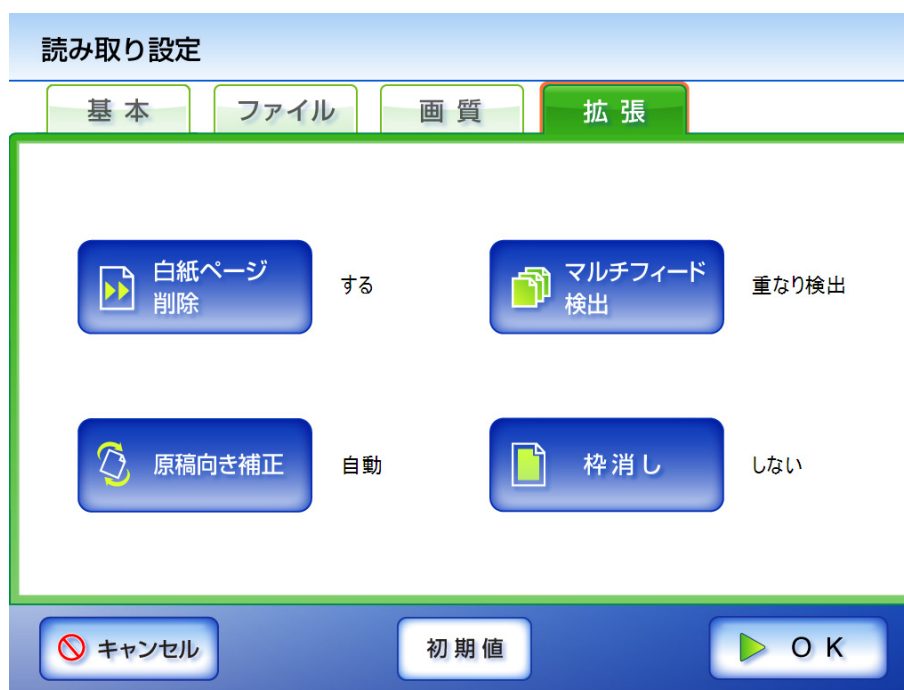 読み取り設定
基本
ファイル
画質
拡張
白紙ページ
削除
する
マルチフィード
検出
重なり検出
原稿向き補正
自動
枠消し
しない
キャンセル
初期値
OK